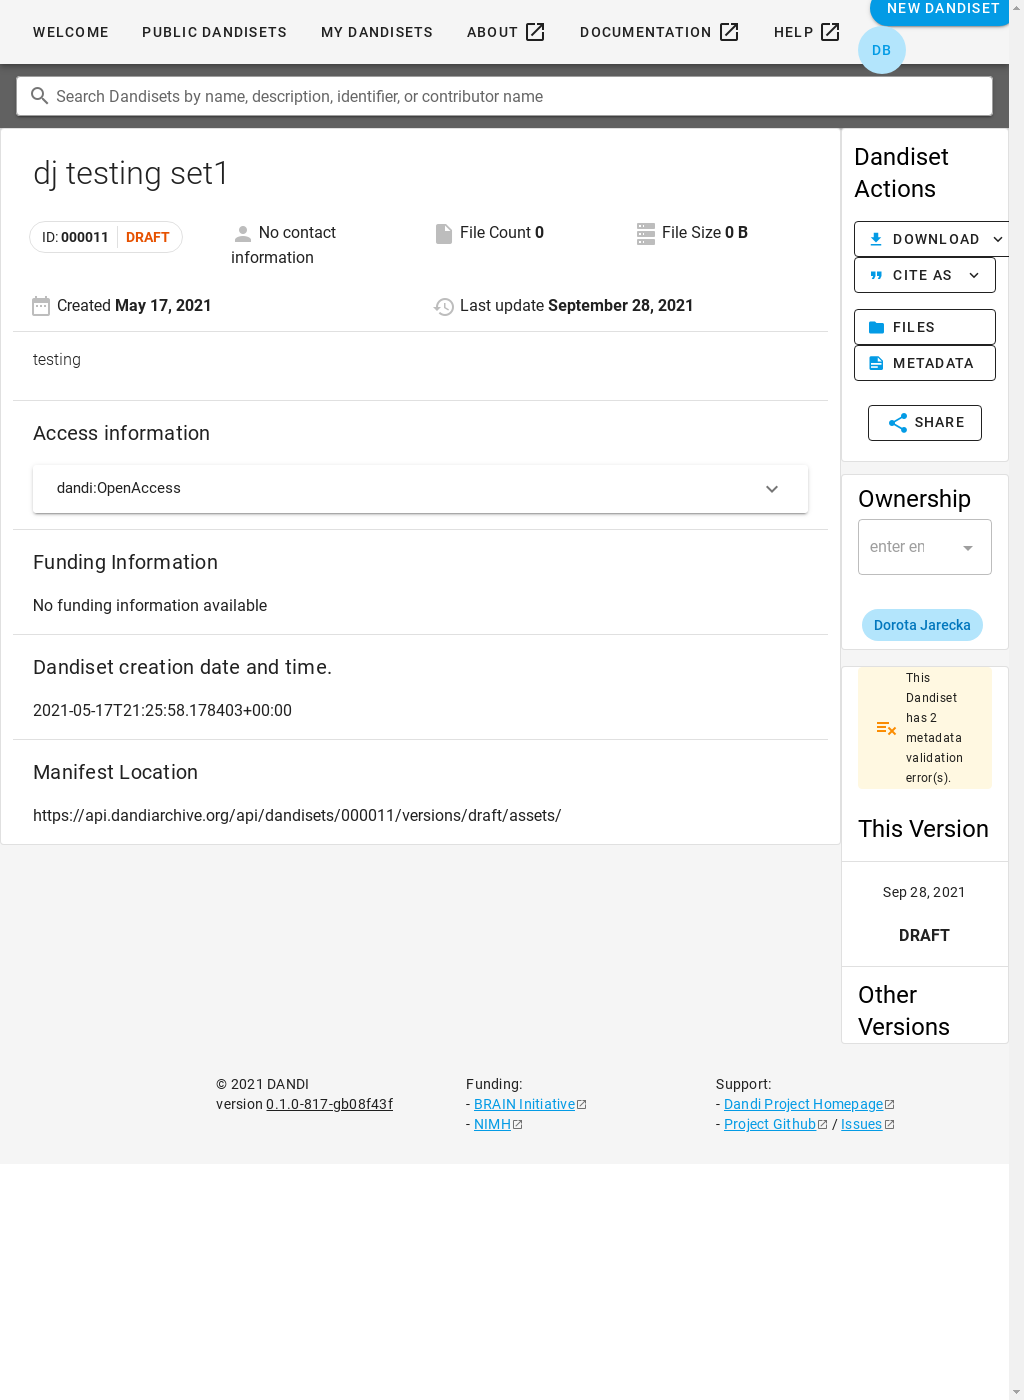 WELCOME PUBLIC DANDISETS MY DANDISETS ABOUT DOCUMENTATION HELP
NEW DANDISET
DB
Search Dandisets by name, description, identifier, or contributor name
dj testing set1
ID: 000011 DRAFT
No contact
information
File Count 0
File Size 0 B
Created May 17, 2021
Last update September 28, 2021
testing
Access information
dandi:OpenAccess
Funding Information
No funding information available
Dandiset creation date and time.
2021-05-17T21:25:58.178403+00:00
Manifest Location
https://api.dandiarchive.org/api/dandisets/000011/versions/draft/assets/
Dandiset
Actions
DOWNLOAD
CITE AS
FILES
METADATA
SHARE
Ownership
enter en
Dorota Jarecka
This
Dandiset
has 2
metadata
validation
error(s).
This Version
Sep 28, 2021
DRAFT
Other
Versions
© 2021 DANDI
version 0.1.0-817-gb08f43f
Funding:
- BRAIN Initiative
- NIMH
Support:
- Dandi Project Homepage
- Project Github / Issues